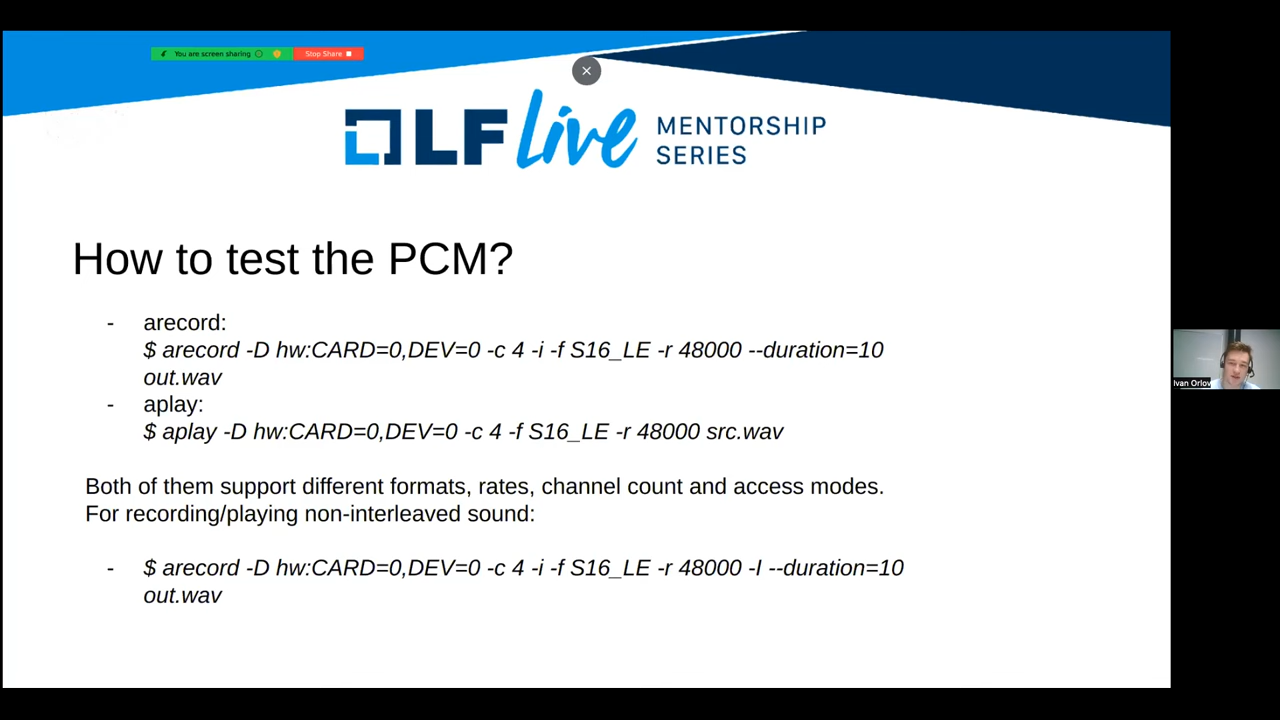 You are screen sharing
Stop Share
LF live MENTORSHIP
SERIES
How to test the PCM?
- arecord:
$ arecord -D hw:CARD=0,DEV=0 -c 4 -i -f S16_LE -r 48000 --duration=10
out.wav
- aplay:
$ aplay -D hw:CARD=0,DEV=0 -c 4 -f S16_LE -r 48000 src.wav
Both of them support different formats, rates, channel count and access modes.
For recording/playing non-interleaved sound:
- $ arecord -D hw:CARD=0,DEV=0 -c 4 -i -f S16_LE -r 48000 -I --duration=10
out.wav
Ivan Orlov